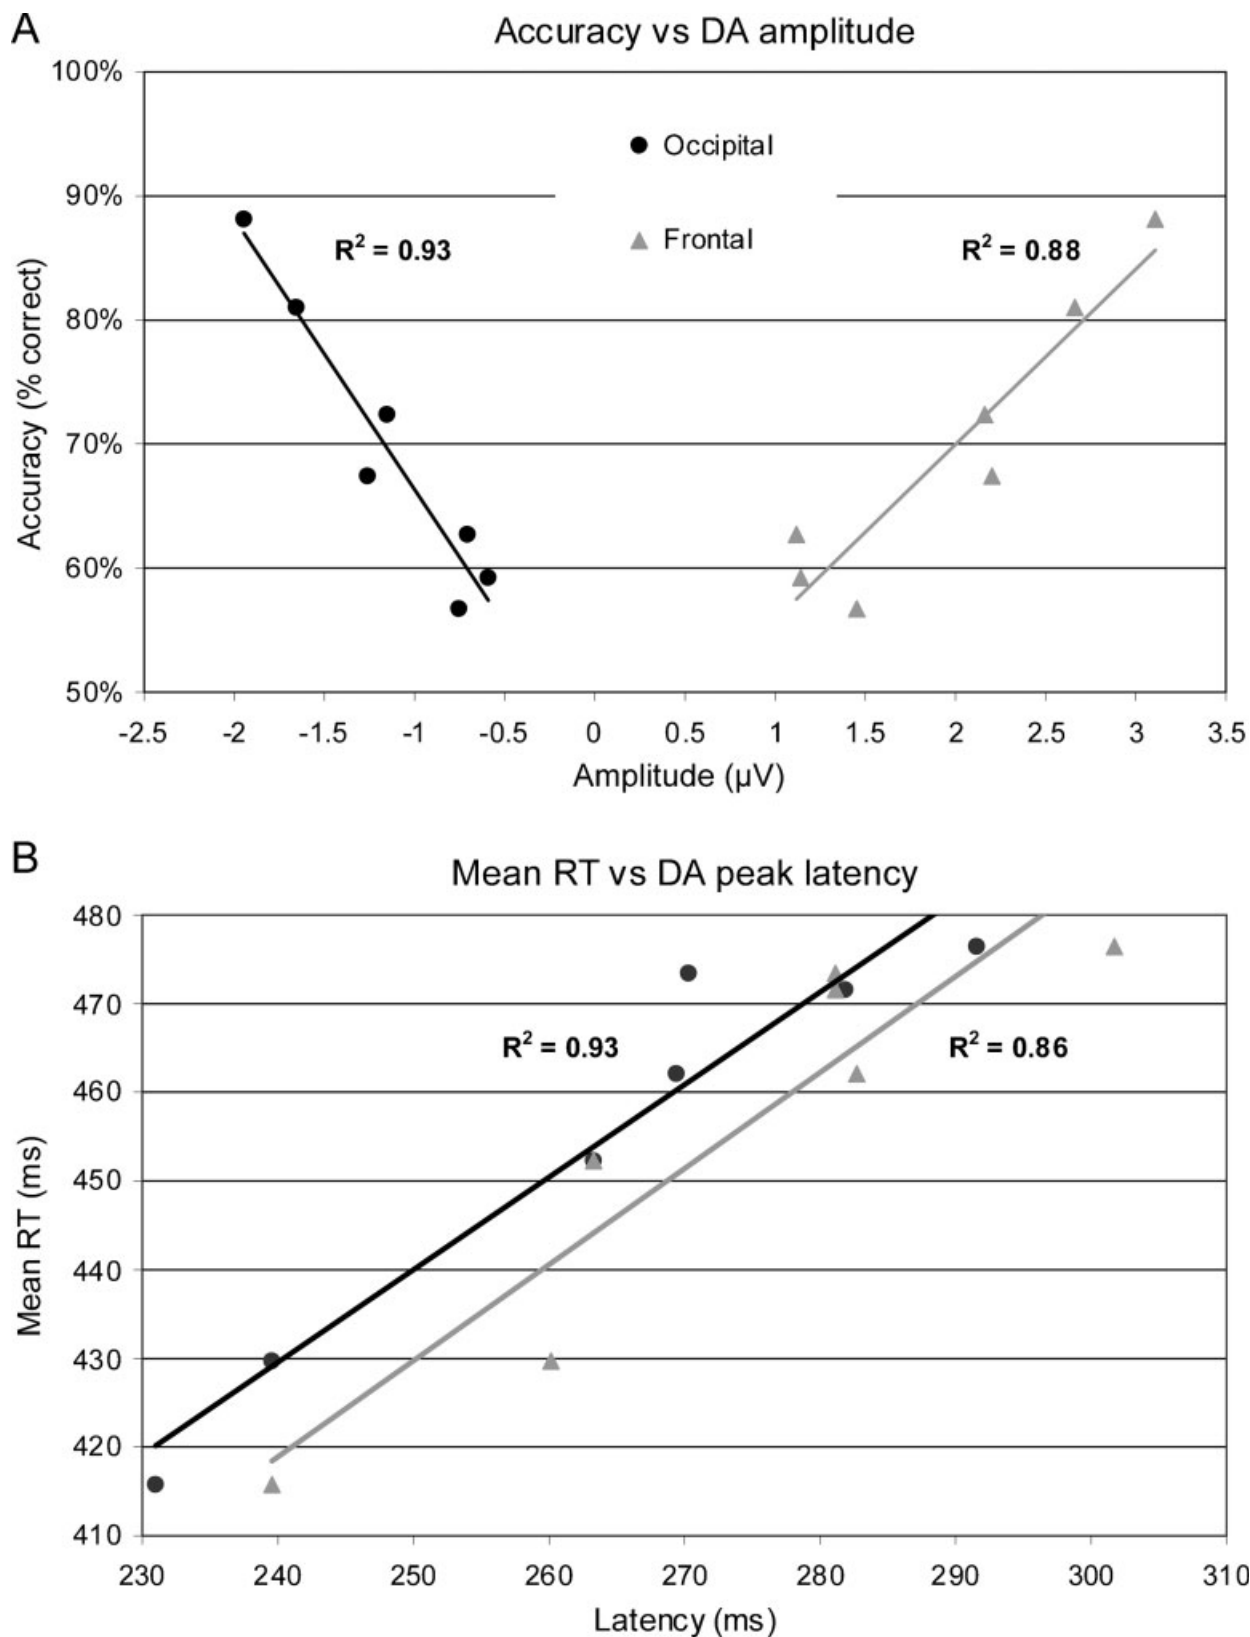 A
Accuracy vs DA amplitude
100%
Occipital
90%
Frontal
R² = 0.93
R² = 0.88
80%
70%
60%
50%
Accuracy (% correct)
-2.5 -2 -1.5 -1 -0.5 0 0.5 1 1.5 2 2.5 3 3.5
Amplitude (µV)
B
Mean RT vs DA peak latency
480
470
R² = 0.93
R² = 0.86
460
450
440
430
420
410
Mean RT (ms)
230 240 250 260 270 280 290 300 310
Latency (ms)